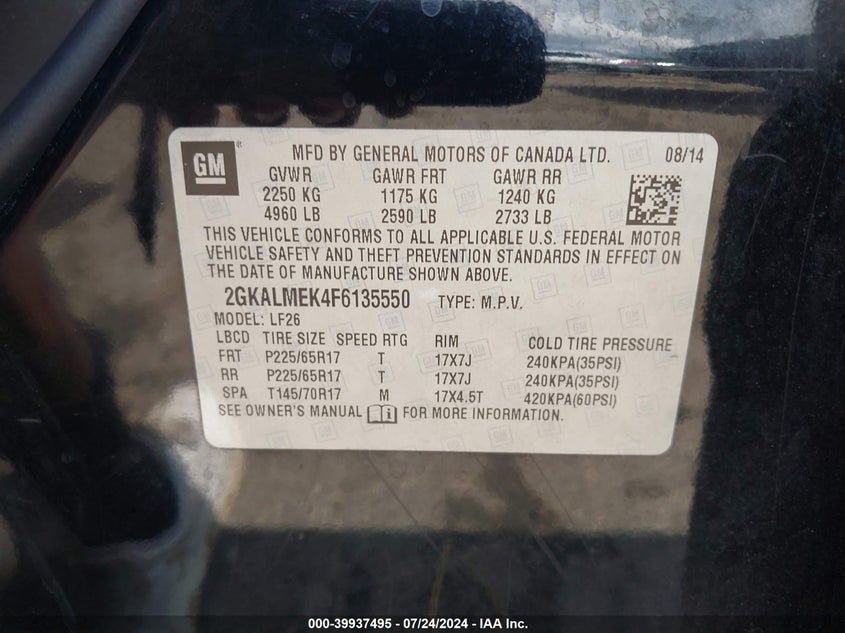 GM ® MFD BY GENERAL MOTORS OF CANADA LTD. 08/14
GVWR GAWR FRT GAWR RR
2250 KG 1175 KG 1240 KG
4960 LB 2590 LB 2733 LB
THIS VEHICLE CONFORMS TO ALL APPLICABLE U.S. FEDERAL MOTOR
VEHICLE SAFETY AND THEFT PREVENTION STANDARDS IN EFFECT ON
THE DATE OF MANUFACTURE SHOWN ABOVE.
2GKALMEK4F6135550 TYPE: M.P.V.
MODEL: LF26
LBCD TIRE SIZE SPEED RTG RIM COLD TIRE PRESSURE
FRT P225/65R17 T 17X7J 240KPA(35PSI)
RR P225/65R17 T 17X7J 240KPA(35PSI)
SPA T145/70R17 M 17X4.5T 420KPA(60PSI)
SEE OWNER'S MANUAL FOR MORE INFORMATION.
000-39937495 - 07/24/2024 - IAA Inc.